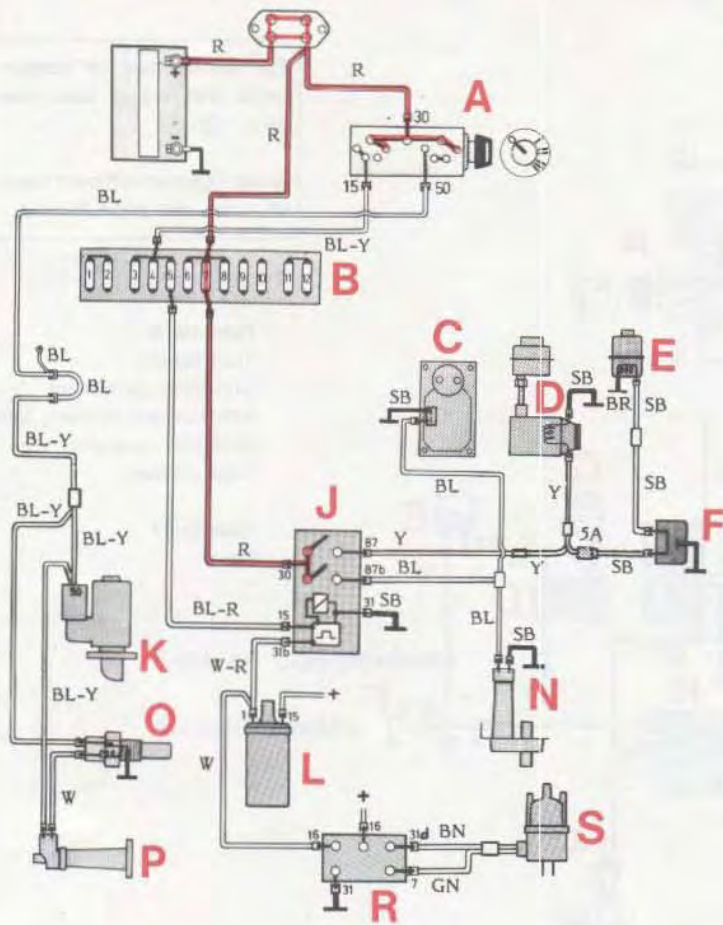 R
+
R
A
30
R
-
15
50
BL
BL-Y
1 2 3 4 5 6 7 8 9 10 11 12
B
C
E
BL
SB
D
SB
BR
SB
BL
BL-Y
BL
Y
SB
J
F
BL-Y
87
Y
5A
BL-Y
R
Y
SB
30
87b
BL
50
BL-R
15
31
SB
BL
SB
31b
K
W-R
N
BL-Y
+
O
1
15
L
W
S
W
+
16
16
31d
BN
P
31
7
GN
R